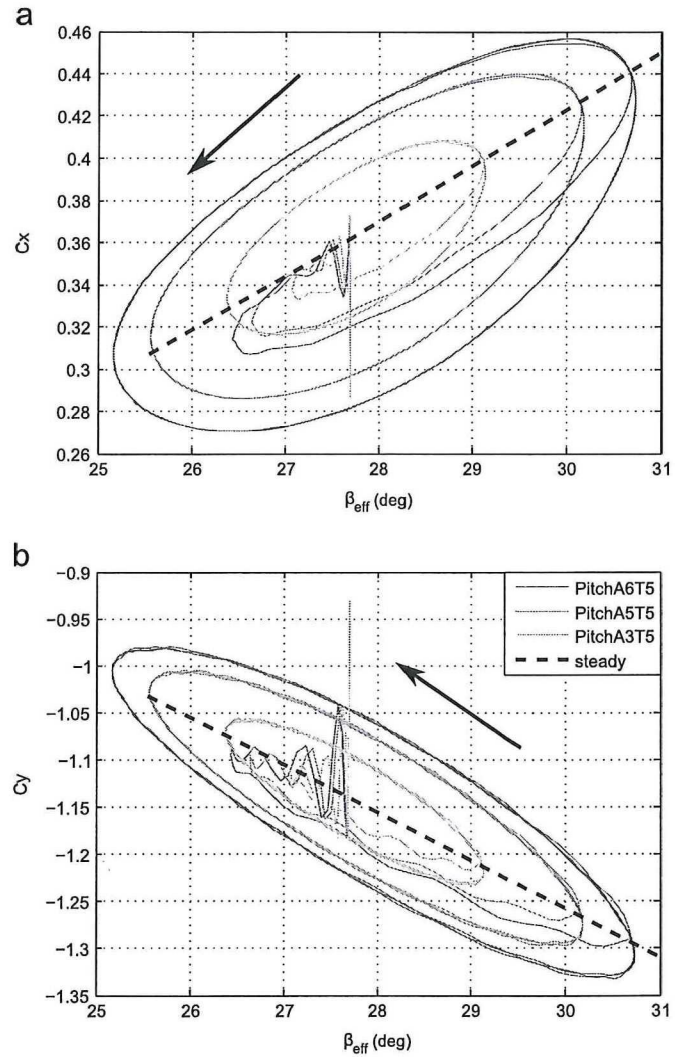 a
0.46
0.44
0.42
0.4
0.38
0.36
0.34
0.32
0.3
0.28
0.26
Cx
25 26 27 28 29 30 31
βeff (deg)
b
−0.9
−0.95
−1
−1.05
−1.1
−1.15
−1.2
−1.25
−1.3
−1.35
Cy
PitchA6T5
PitchA5T5
PitchA3T5
steady
25 26 27 28 29 30 31
βeff (deg)